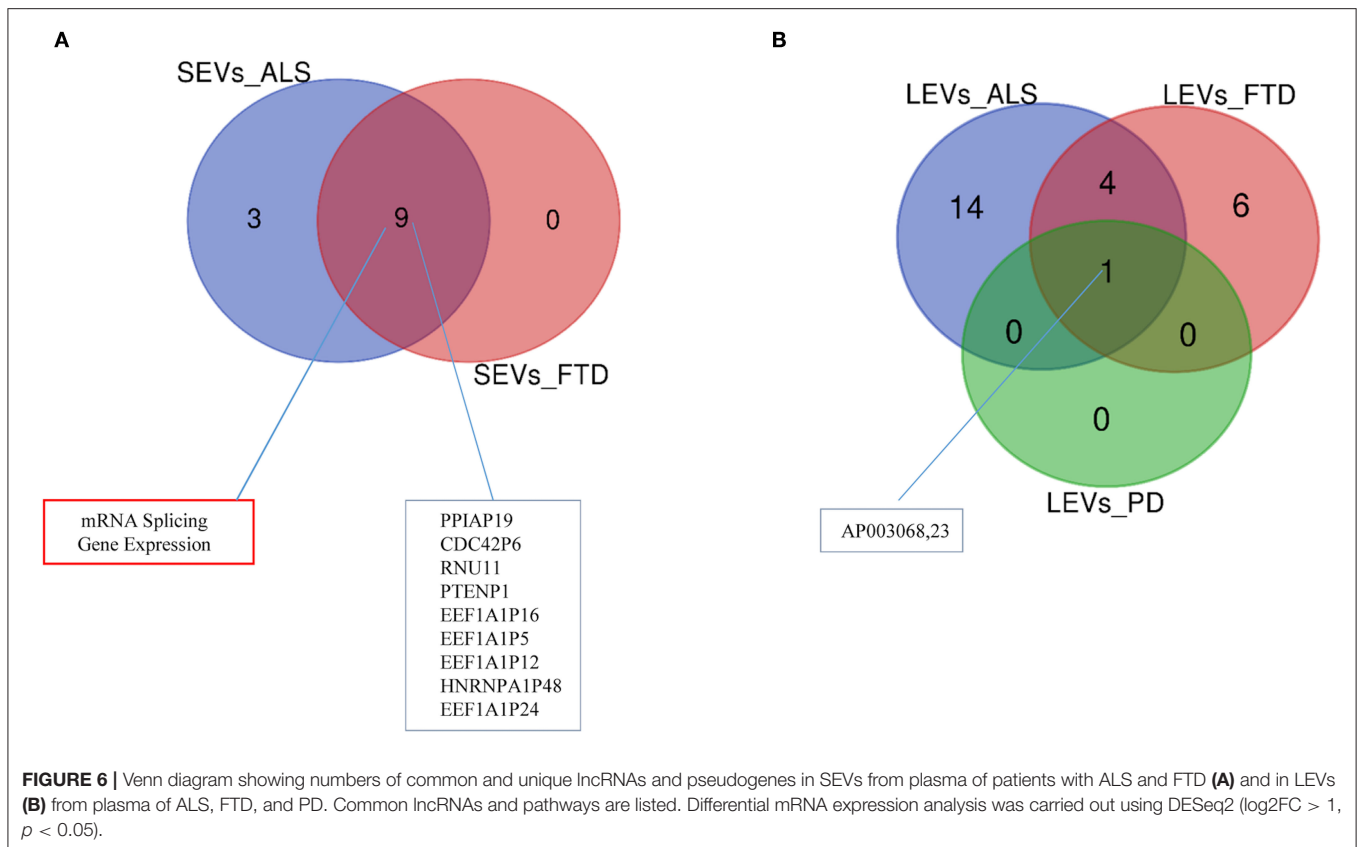 A
SEVs_ALS
3
9
0
SEVs_FTD
mRNA Splicing
Gene Expression
PPIAP19
CDC42P6
RNU11
PTENP1
EEF1A1P16
EEF1A1P5
EEF1A1P12
HNRNPA1P48
EEF1A1P24
B
LEVs_ALS
LEVs_FTD
14
4
6
1
0
0
0
LEVs_PD
AP003068,23
FIGURE 6 | Venn diagram showing numbers of common and unique lncRNAs and pseudogenes in SEVs from plasma of patients with ALS and FTD (A) and in LEVs
(B) from plasma of ALS, FTD, and PD. Common lncRNAs and pathways are listed. Differential mRNA expression analysis was carried out using DESeq2 (log2FC > 1,
p < 0.05).